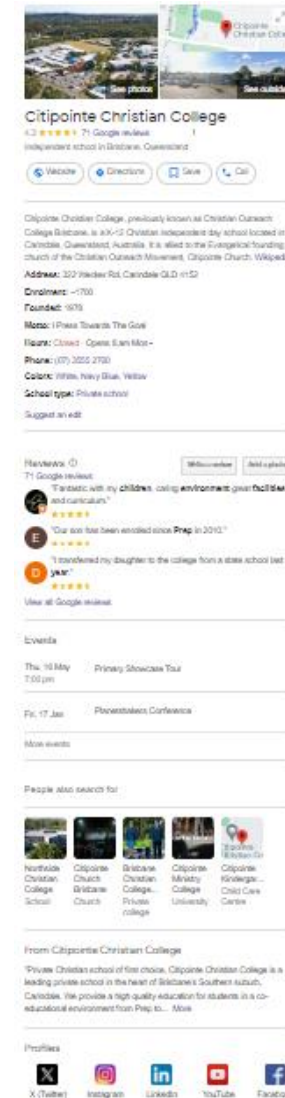 Citipointe
Christian Colle
See photos
See outside
Citipointe Christian College
4.3 71 Google reviews
Independent school in Brisbane, Queensland
Website
Directions
Save
Call
Citipointe Christian College, previously known as Christian Outreach
College Brisbane, is a K–12 Christian independent day school located in
Carindale, Queensland, Australia. It is allied to the Evangelical founding
church of the Christian Outreach Movement, Citipointe Church. Wikiped
Address: 322 Wecker Rd, Carindale QLD 4152
Enrolment: ~1700
Founded: 1978
Motto: I Press Towards The Goal
Hours: Closed · Opens 8 am Mon
Phone: (07) 3555 2700
Colors: White, Navy Blue, Yellow
School type: Private school
Suggest an edit
Reviews
Write a review
Add a photo
71 Google reviews
"Fantastic with my children, caring environment great facilities
and curriculum."
"Our son has been enrolled since Prep in 2010."
"I transferred my daughter to the college from a state school last
year."
View all Google reviews
Events
Thu, 16 May
7:00 pm
Primary Showcase Tour
Fri, 17 Jan
Planetshakers Conference
More events
People also search for
Northside
Christian
College
School
Citipointe
Church
Brisbane
Church
Brisbane
Christian
College...
Private
college
Citipointe
Ministry
College
University
Citipointe
Kindergar...
Child Care
Centre
From Citipointe Christian College
"Private Christian school of first choice, Citipointe Christian College is a
leading private school in the heart of Brisbane's Southern suburb,
Carindale. We provide a high quality education for students in a co-
educational environment from Prep to... More
Profiles
X (Twitter)
Instagram
LinkedIn
YouTube
Faceboo